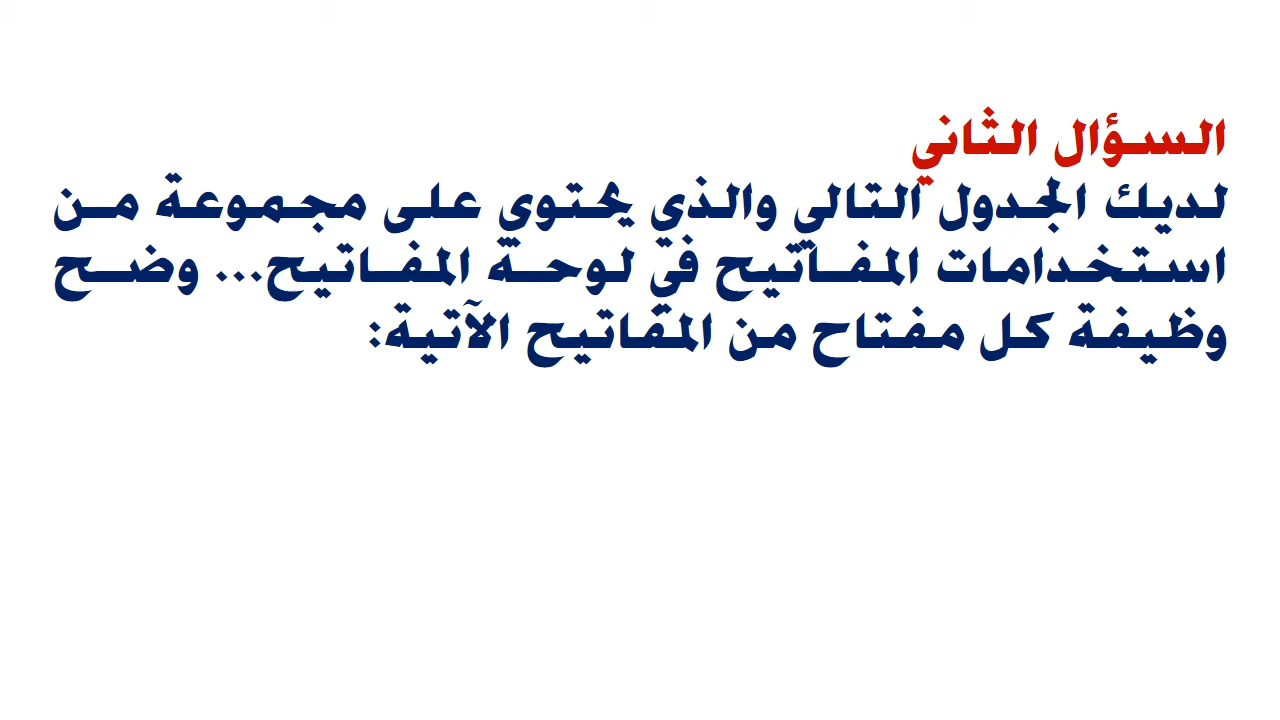 السؤال الثاني
لديك الجدول التالي والذي يحتوى على مجموعة من
استخدامات المفاتيح في لوحة المفاتيح... وضح
وظيفة كل مفتاح من المفاتيح الآتية: